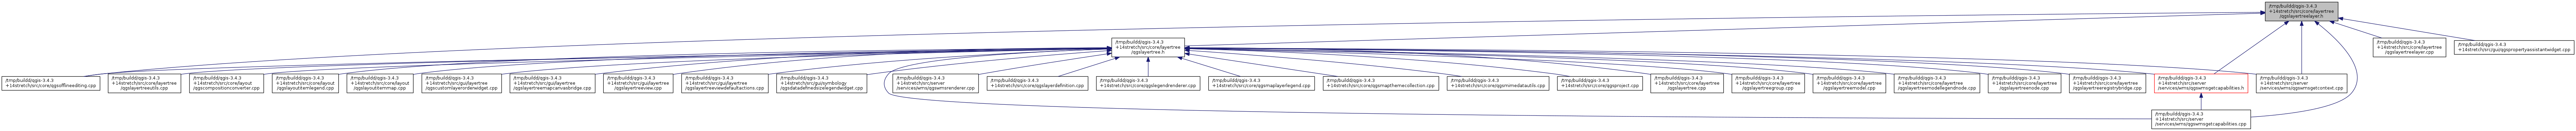 /tmp/buildd/qgis-3.4.3
+14stretch/src/core/layertree
/qgslayertreelayer.h
/tmp/buildd/qgis-3.4.3
+14stretch/src/core/layertree
/qgslayertree.h
/tmp/buildd/qgis-3.4.3
+14stretch/src/core/layertree
/qgslayertreelayer.cpp
/tmp/buildd/qgis-3.4.3
+14stretch/src/gui/qgspropertyassistantwidget.cpp
/tmp/buildd/qgis-3.4.3
+14stretch/src/core/qgsofflineediting.cpp
/tmp/buildd/qgis-3.4.3
+14stretch/src/core/layertree
/qgslayertreeutils.cpp
/tmp/buildd/qgis-3.4.3
+14stretch/src/core/layout
/qgscompositionconverter.cpp
/tmp/buildd/qgis-3.4.3
+14stretch/src/core/layout
/qgslayoutitemlegend.cpp
/tmp/buildd/qgis-3.4.3
+14stretch/src/core/layout
/qgslayoutitemmap.cpp
/tmp/buildd/qgis-3.4.3
+14stretch/src/gui/layertree
/qgscustomlayerorderwidget.cpp
/tmp/buildd/qgis-3.4.3
+14stretch/src/gui/layertree
/qgslayertreemapcanvasbridge.cpp
/tmp/buildd/qgis-3.4.3
+14stretch/src/gui/layertree
/qgslayertreeview.cpp
/tmp/buildd/qgis-3.4.3
+14stretch/src/gui/layertree
/qgslayertreeviewdefaultactions.cpp
/tmp/buildd/qgis-3.4.3
+14stretch/src/gui/symbology
/qgsdatadefinedsizelegendwidget.cpp
/tmp/buildd/qgis-3.4.3
+14stretch/src/server
/services/wms/qgswmsrenderer.cpp
/tmp/buildd/qgis-3.4.3
+14stretch/src/core/qgslayerdefinition.cpp
/tmp/buildd/qgis-3.4.3
+14stretch/src/core/qgslegendrenderer.cpp
/tmp/buildd/qgis-3.4.3
+14stretch/src/core/qgsmaplayerlegend.cpp
/tmp/buildd/qgis-3.4.3
+14stretch/src/core/qgsmapthemecollection.cpp
/tmp/buildd/qgis-3.4.3
+14stretch/src/core/qgsmimedatautils.cpp
/tmp/buildd/qgis-3.4.3
+14stretch/src/core/qgsproject.cpp
/tmp/buildd/qgis-3.4.3
+14stretch/src/core/layertree
/qgslayertree.cpp
/tmp/buildd/qgis-3.4.3
+14stretch/src/core/layertree
/qgslayertreegroup.cpp
/tmp/buildd/qgis-3.4.3
+14stretch/src/core/layertree
/qgslayertreemodel.cpp
/tmp/buildd/qgis-3.4.3
+14stretch/src/core/layertree
/qgslayertreemodellegendnode.cpp
/tmp/buildd/qgis-3.4.3
+14stretch/src/core/layertree
/qgslayertreenode.cpp
/tmp/buildd/qgis-3.4.3
+14stretch/src/core/layertree
/qgslayertreeregistrybridge.cpp
/tmp/buildd/qgis-3.4.3
+14stretch/src/server
/services/wms/qgswmsgetcapabilities.h
/tmp/buildd/qgis-3.4.3
+14stretch/src/server
/services/wms/qgswmsgetcontext.cpp
/tmp/buildd/qgis-3.4.3
+14stretch/src/server
/services/wms/qgswmsgetcapabilities.cpp